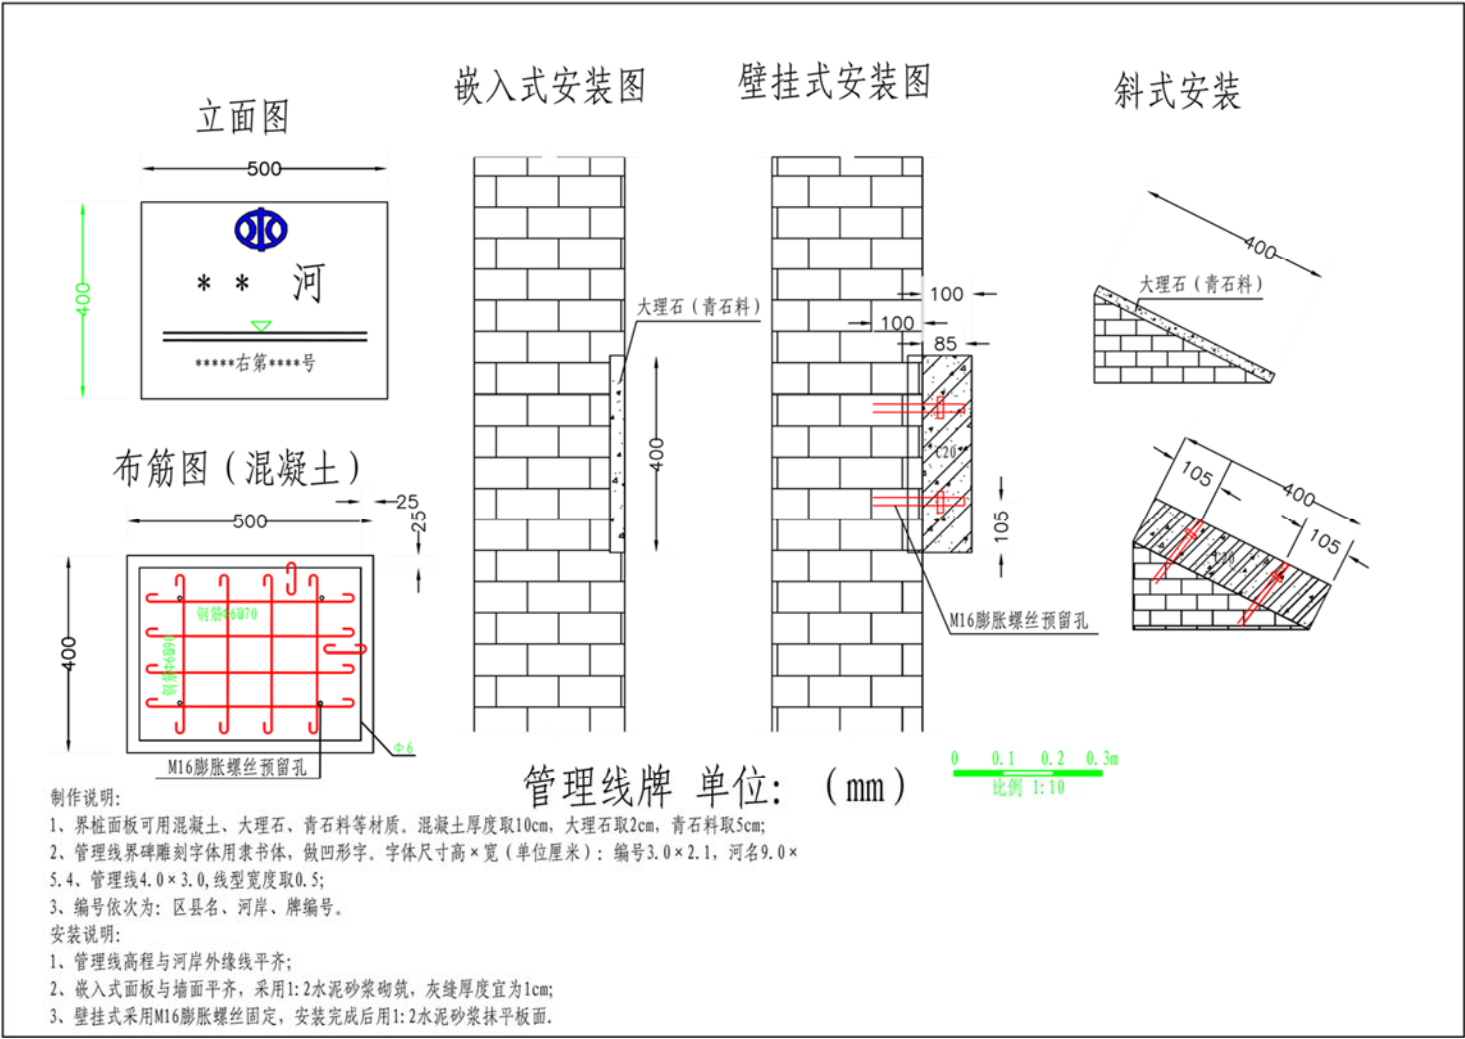 立面图
嵌入式安装图
壁挂式安装图
斜式安装
500
400
** 河
*****右第****号
大理石（青石料）
400
100
100
85
C20
105
M16膨胀螺丝预留孔
400
大理石（青石料）
105
400
105
C20
布筋图（混凝土）
25
500
25
400
钢筋Φ6@70
钢筋Φ6@90
Φ6
M16膨胀螺丝预留孔
管理线牌 单位：（mm）
0 0.1 0.2 0.3m
比例 1:10
制作说明：
1、界桩面板可用混凝土、大理石、青石料等材质。混凝土厚度取10cm，大理石取2cm，青石料取5cm；
2、管理线界碑雕刻字体用隶书体，做凹形字。字体尺寸高×宽（单位厘米）：编号3.0×2.1，河名9.0×
5.4、管理线4.0×3.0,线型宽度取0.5；
3、编号依次为：区县名、河岸、牌编号。
安装说明：
1、管理线高程与河岸外缘线平齐；
2、嵌入式面板与墙面平齐，采用1:2水泥砂浆砌筑，灰缝厚度宜为1cm；
3、壁挂式采用M16膨胀螺丝固定，安装完成后用1:2水泥砂浆抹平板面.